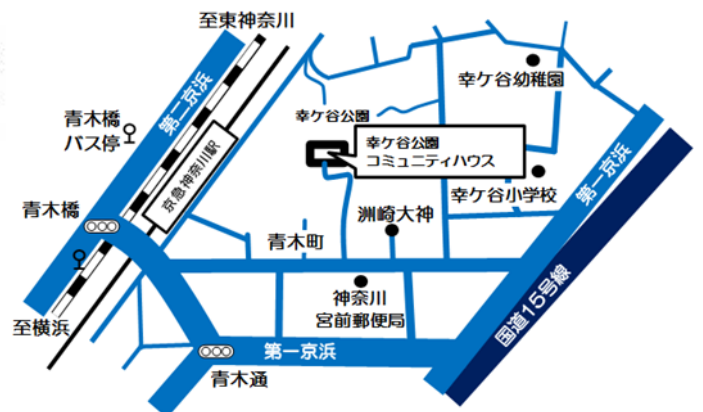 至東神奈川
第二京浜
幸ケ谷幼稚園
青木橋
バス停
幸ケ谷公園
幸ケ谷公園
コミュニティハウス
京急神奈川駅
第一京浜
幸ケ谷小学校
青木橋
洲崎大神
青木町
神奈川
宮前郵便局
国道15号線
至横浜
第一京浜
青木通